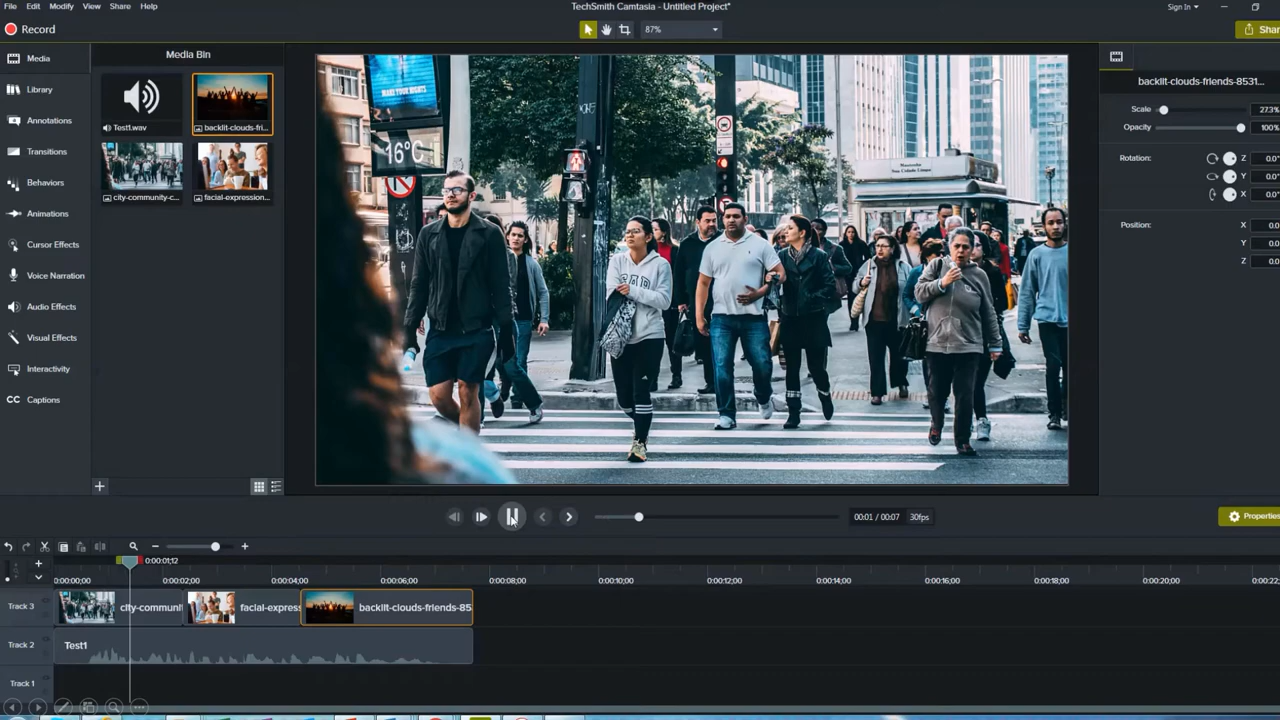 TechSmith Camtasia - Untitled Project*
File Edit Modify View Share Help
Sign In
Record
87%
Shar
Media
Library
Annotations
Transitions
Behaviors
Animations
Cursor Effects
Voice Narration
Audio Effects
Visual Effects
Interactivity
CC Captions
Media Bin
Test1.wav
backlit-clouds-fri...
city-community-c...
facial-expression...
16°C
backlit-clouds-friends-8531...
Scale 27.3%
Opacity 100%
Rotation: Z 0.0°
Y 0.0°
X 0.0°
Position: X 0.0
Y 0.0
Z 0.0
00:01 / 00:07 30fps
Properties
0:00:01;12
0:00:00;00 0:00:02;00 0:00:04;00 0:00:06;00 0:00:08;00 0:00:10;00 0:00:12;00 0:00:14;00 0:00:16;00 0:00:18;00 0:00:20;00 0:00:22;
Track 3 city-communit facial-express backlit-clouds-friends-85
Track 2 Test1
Track 1